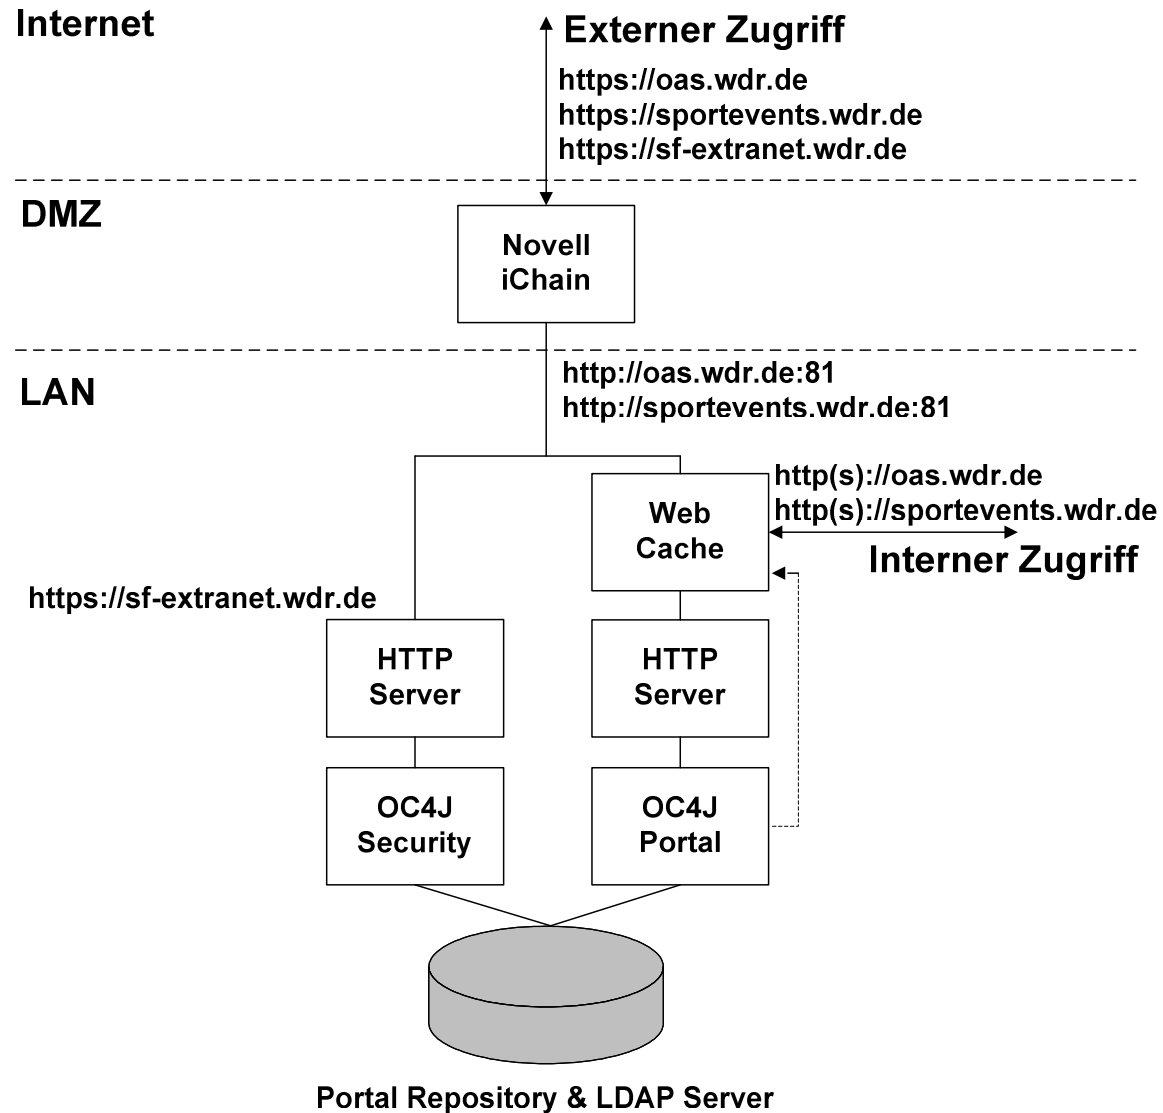 Internet
Externer Zugriff
https://oas.wdr.de
https://sportevents.wdr.de
https://sf-extranet.wdr.de
DMZ
Novell
iChain
LAN
http://oas.wdr.de:81
http://sportevents.wdr.de:81
http(s)://oas.wdr.de
http(s)://sportevents.wdr.de
Interner Zugriff
Web
Cache
https://sf-extranet.wdr.de
HTTP
Server
HTTP
Server
OC4J
Security
OC4J
Portal
Portal Repository & LDAP Server